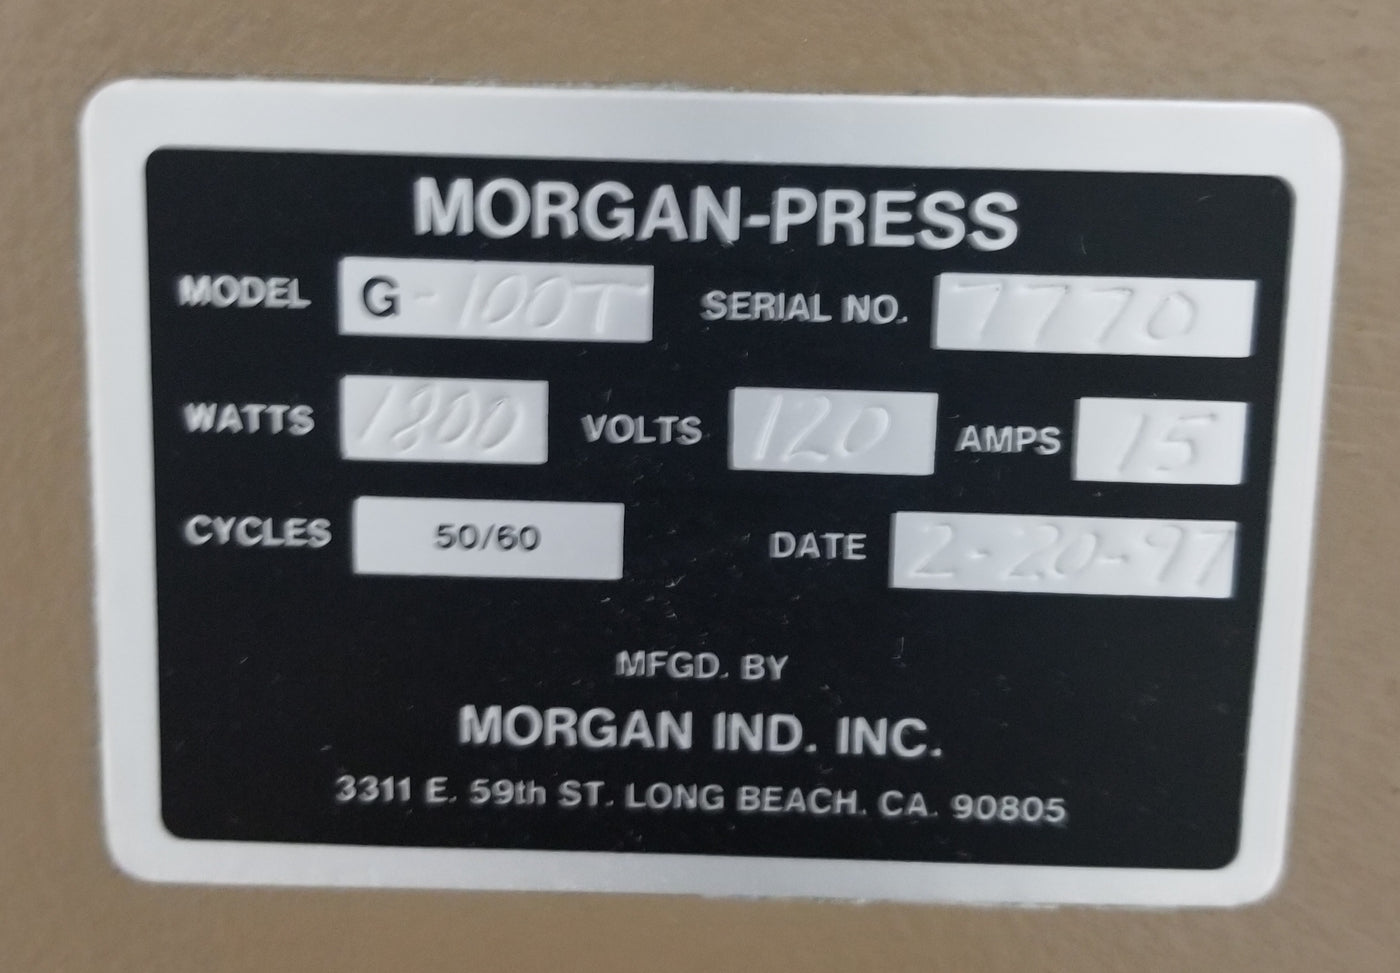 MORGAN-PRESS
MODEL G-100T SERIAL NO. 7770
WATTS 1800 VOLTS 120 AMPS 15
CYCLES 50/60 DATE 2-20-97
MFGD. BY
MORGAN IND. INC.
3311 E. 59th ST. LONG BEACH. CA. 90805